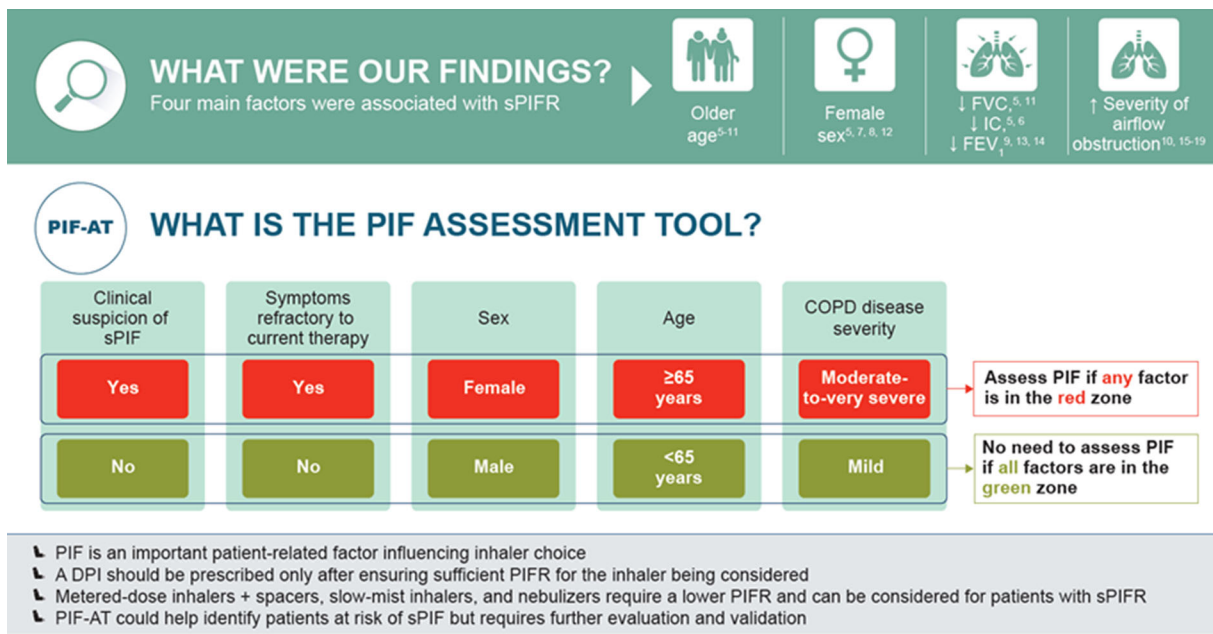 WHAT WERE OUR FINDINGS?
Four main factors were associated with sPIFR
Older
age5-11
Female
sex5, 7, 8, 12
↓ FVC,5, 11
↓ IC,5, 6
↓ FEV1 9, 13, 14
↑ Severity of
airflow
obstruction10, 15-19
PIF-AT
WHAT IS THE PIF ASSESSMENT TOOL?
Clinical
suspicion of
sPIF
Symptoms
refractory to
current therapy
Sex
Age
COPD disease
severity
Yes
Yes
Female
≥65
years
Moderate-
to-very severe
Assess PIF if any factor
is in the red zone
No
No
Male
<65
years
Mild
No need to assess PIF
if all factors are in the
green zone
PIF is an important patient-related factor influencing inhaler choice
A DPI should be prescribed only after ensuring sufficient PIFR for the inhaler being considered
Metered-dose inhalers + spacers, slow-mist inhalers, and nebulizers require a lower PIFR and can be considered for patients with sPIFR
PIF-AT could help identify patients at risk of sPIF but requires further evaluation and validation